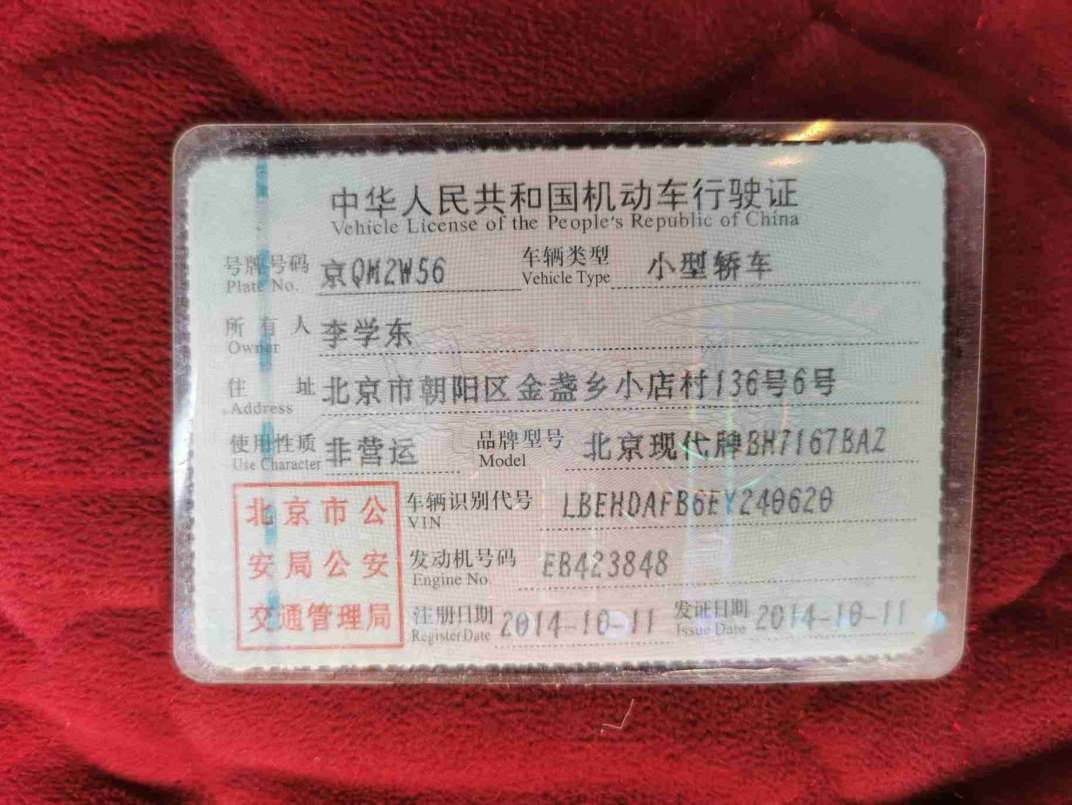 中华人民共和国机动车行驶证
Vehicle License of the People's Republic of China
号牌号码 京QM2W56 车辆类型 小型轿车
Plate No. Vehicle Type
所有人 李学东
Owner
住址 北京市朝阳区金盏乡小店村136号6号
Address
使用性质 非营运 品牌型号 北京现代牌BH7167BAZ
Use Character Model
北京市公 车辆识别代号 LBEHDAFB6EY240620
VIN
安局公安 发动机号码 EB423848
Engine No.
交通管理局 注册日期 2014-10-11 发证日期 2014-10-11
Register Date Issue Date